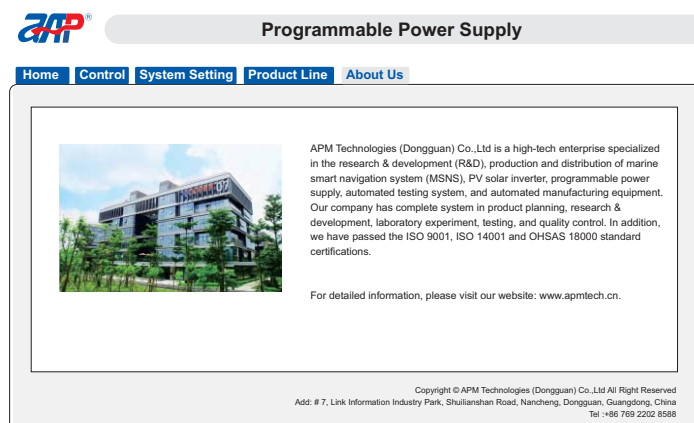 APM®
Programmable Power Supply
Home Control System Setting Product Line About Us
APM Technologies (Dongguan) Co.,Ltd is a high-tech enterprise specialized
in the research & development (R&D), production and distribution of marine
smart navigation system (MSNS), PV solar inverter, programmable power
supply, automated testing system, and automated manufacturing equipment.
Our company has complete system in product planning, research &
development, laboratory experiment, testing, and quality control. In addition,
we have passed the ISO 9001, ISO 14001 and OHSAS 18000 standard
certifications.
For detailed information, please visit our website: www.apmtech.cn.
Copyright © APM Technologies (Dongguan) Co.,Ltd All Right Reserved
Add: # 7, Link Information Industry Park, Shuilianshan Road, Nancheng, Dongguan, Guangdong, China
Tel :+86 769 2202 8588